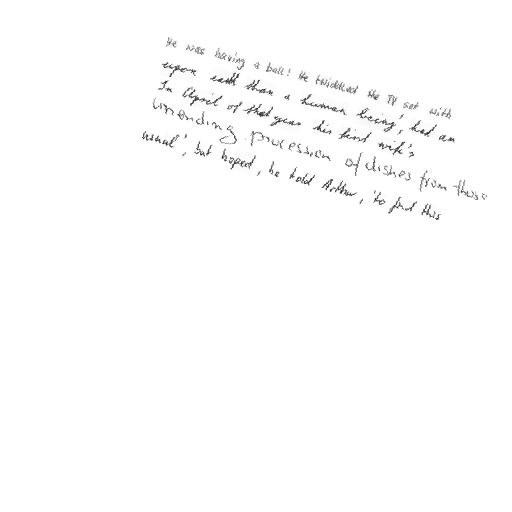 He was having a ball! He twiddled the TV set with
upon earth than a human being', had an
In April of that year his first wife's
unending procession of dishes from these
usual', but hoped, he told Arthur, 'to find this